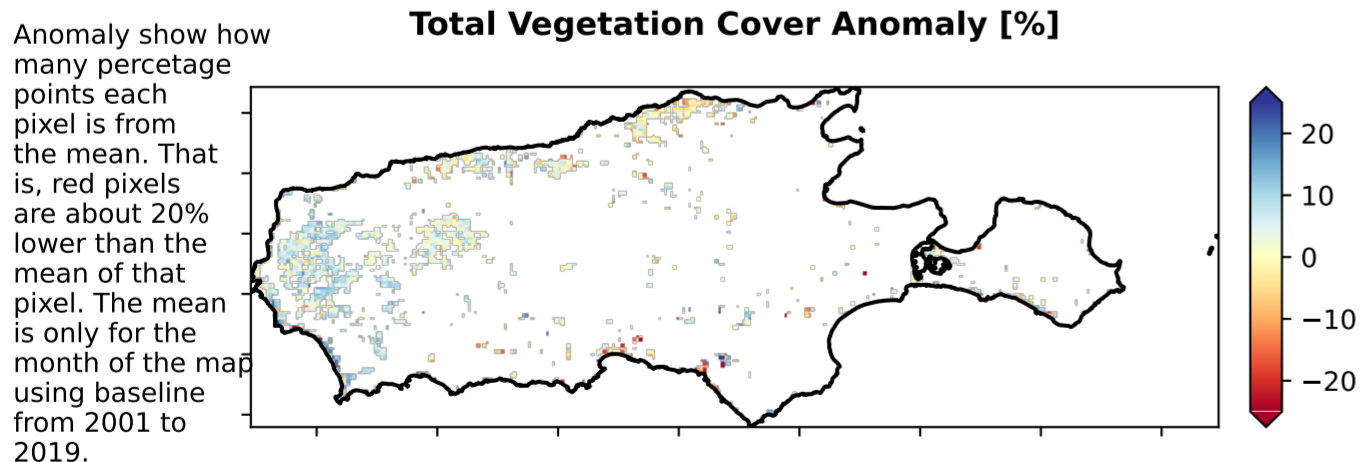 Total Vegetation Cover Anomaly [%]
Anomaly show how
many percetage
points each
pixel is from
the mean. That
is, red pixels
are about 20%
lower than the
mean of that
pixel. The mean
is only for the
month of the map
using baseline
from 2001 to
2019.
20
10
0
−10
−20